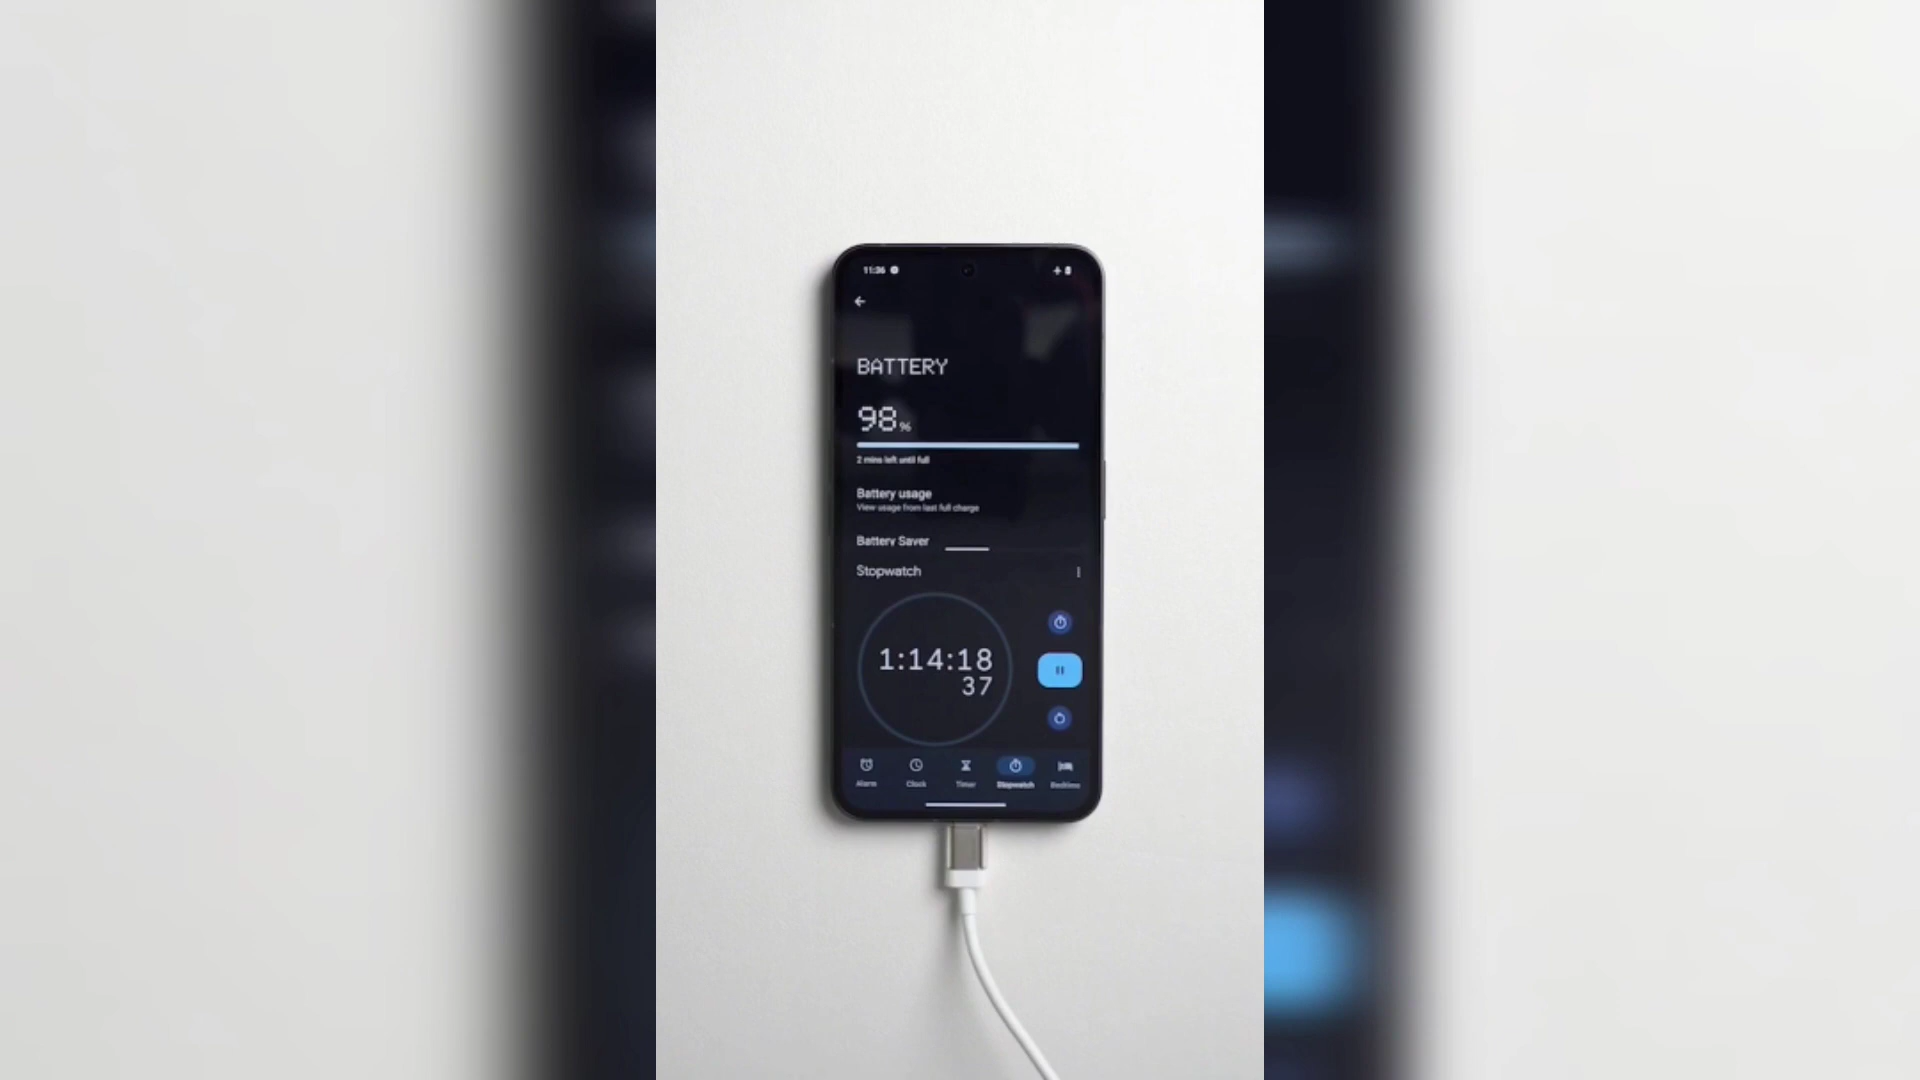 11:36
BATTERY
98%
2 mins left until full
Battery usage
View usage from last full charge
Battery Saver
Stopwatch
1:14:18
37
Alarm Clock Timer Stopwatch Bedtime